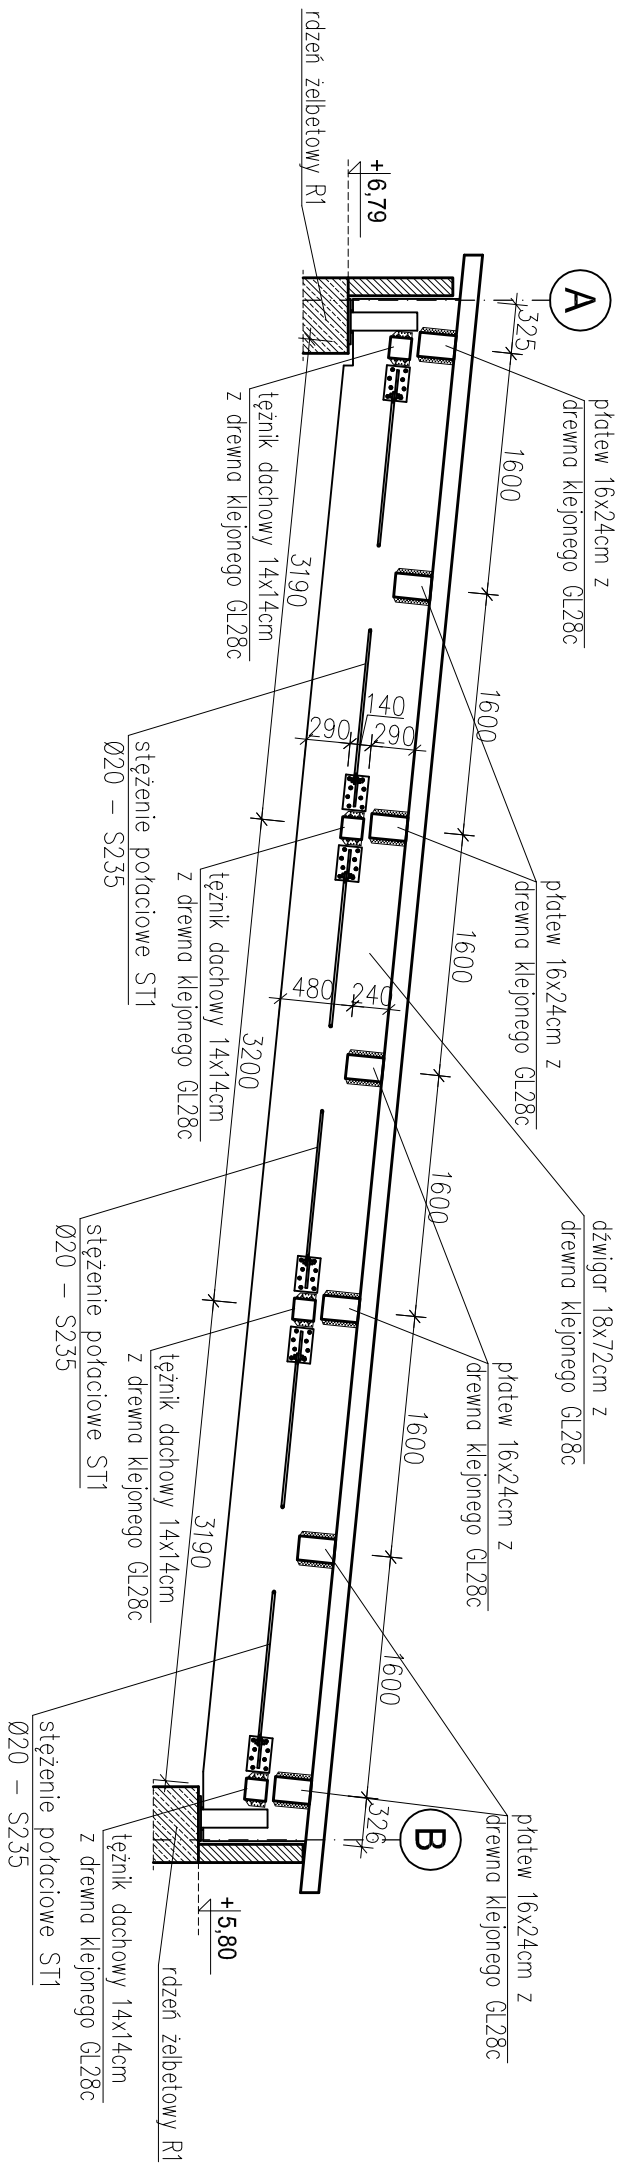 A
B
+ 6,79
rdzeń żelbetowy R1
325
1600
1600
1600
1600
1600
1600
326
płatew 16x24cm z
drewna klejonego GL28c
płatew 16x24cm z
drewna klejonego GL28c
dźwigar 18x72cm z
drewna klejonego GL28c
płatew 16x24cm z
drewna klejonego GL28c
płatew 16x24cm z
drewna klejonego GL28c
290
140
290
480
240
3190
3200
3190
tężnik dachowy 14x14cm
z drewna klejonego GL28c
stężenie połaciowe ST1
Ø20 – S235
tężnik dachowy 14x14cm
z drewna klejonego GL28c
stężenie połaciowe ST1
Ø20 – S235
tężnik dachowy 14x14cm
z drewna klejonego GL28c
stężenie połaciowe ST1
Ø20 – S235
tężnik dachowy 14x14cm
z drewna klejonego GL28c
+ 5,80
rdzeń żelbetowy R1